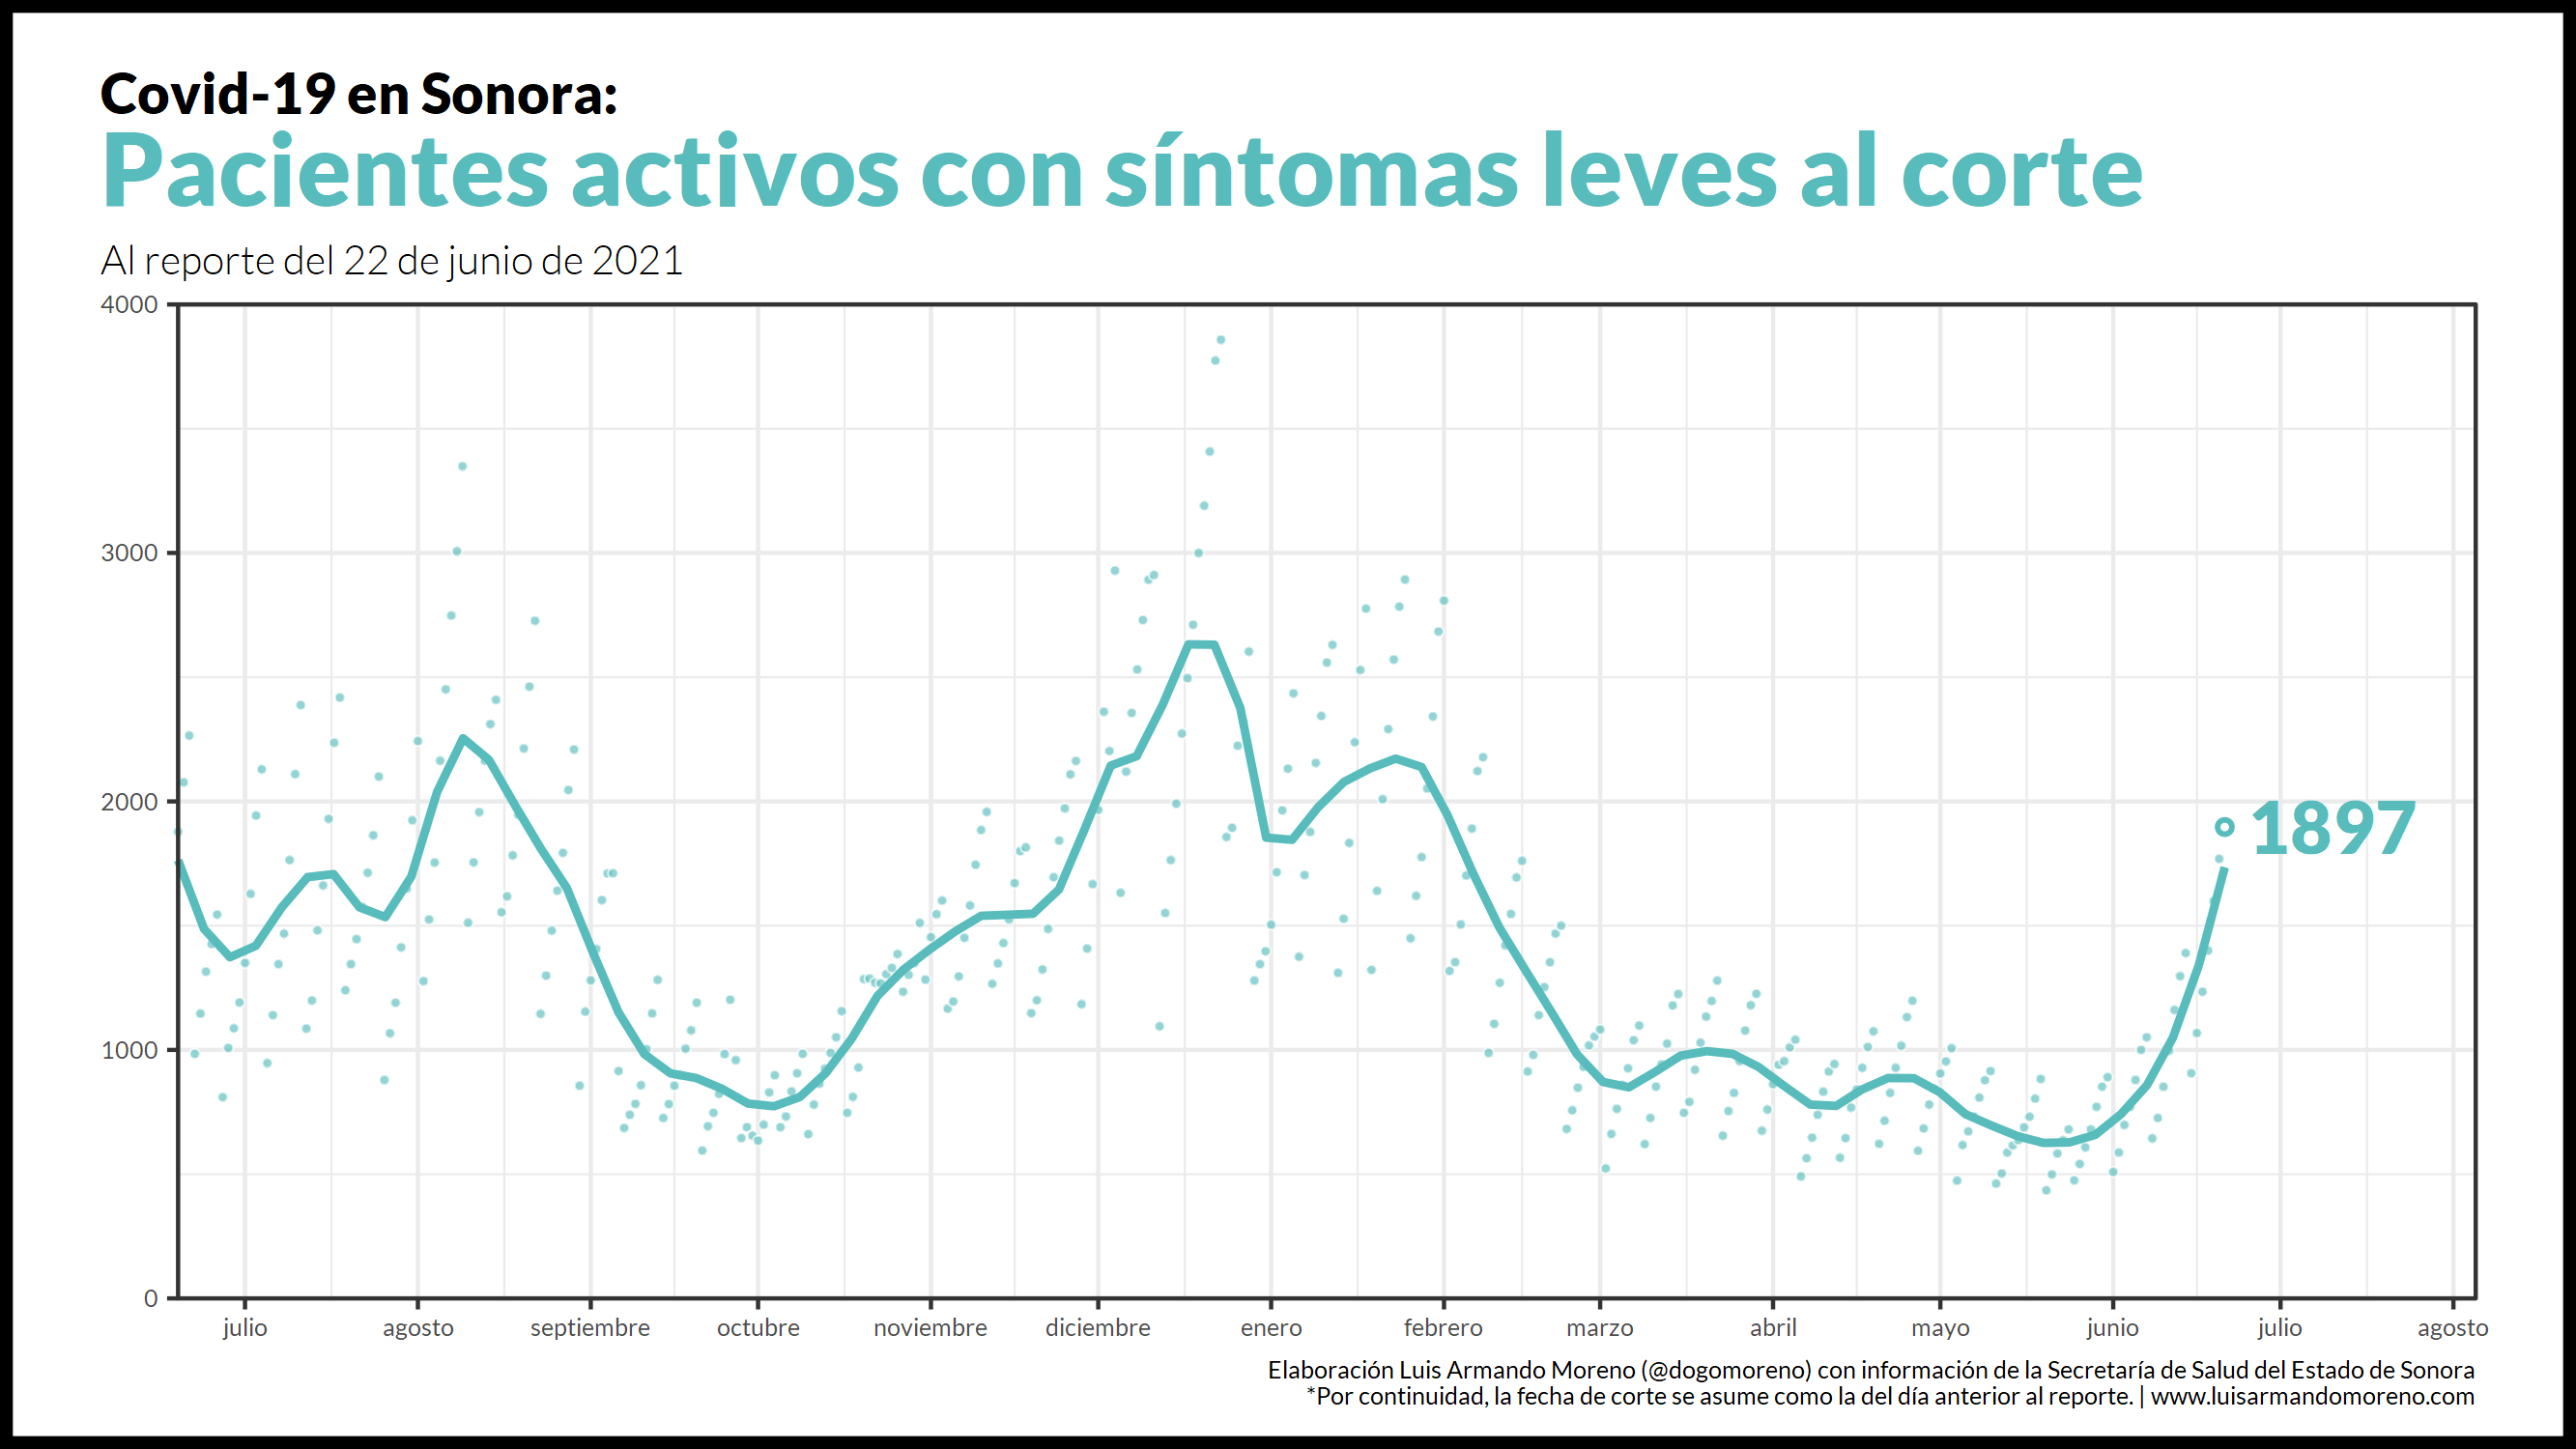 Covid-19 en Sonora:
Pacientes activos con síntomas leves al corte
Al reporte del 22 de junio de 2021
4000
3000
2000
1000
0
1897
julio agosto septiembre octubre noviembre diciembre enero febrero marzo abril mayo junio julio agosto
Elaboración Luis Armando Moreno (@dogomoreno) con información de la Secretaría de Salud del Estado de Sonora
*Por continuidad, la fecha de corte se asume como la del día anterior al reporte. | www.luisarmandomoreno.com